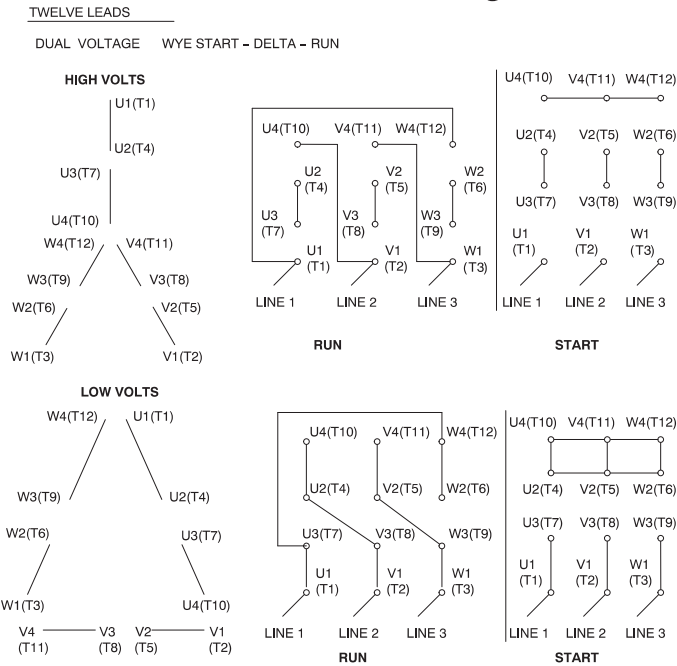 TWELVE LEADS
DUAL VOLTAGE WYE START – DELTA – RUN
HIGH VOLTS
U1(T1)
U2(T4)
U3(T7)
U4(T10)
W4(T12) V4(T11)
W3(T9) V3(T8)
W2(T6) V2(T5)
W1(T3) V1(T2)
U4(T10) V4(T11) W4(T12)
U2 V2 W2
(T4) (T5) (T6)
U3 V3 W3
(T7) (T8) (T9)
U1 V1 W1
(T1) (T2) (T3)
LINE 1 LINE 2 LINE 3
RUN
U4(T10) V4(T11) W4(T12)
U2(T4) V2(T5) W2(T6)
U3(T7) V3(T8) W3(T9)
U1 V1 W1
(T1) (T2) (T3)
LINE 1 LINE 2 LINE 3
START
LOW VOLTS
W4(T12) U1(T1)
W3(T9) U2(T4)
W2(T6) U3(T7)
W1(T3) U4(T10)
V4 V3 V2 V1
(T11) (T8) (T5) (T2)
U4(T10) V4(T11) W4(T12)
U2(T4) V2(T5) W2(T6)
U3(T7) V3(T8) W3(T9)
U1 V1 W1
(T1) (T2) (T3)
LINE 1 LINE 2 LINE 3
RUN
U4(T10) V4(T11) W4(T12)
U2(T4) V2(T5) W2(T6)
U3(T7) V3(T8) W3(T9)
U1 V1 W1
(T1) (T2) (T3)
LINE 1 LINE 2 LINE 3
START